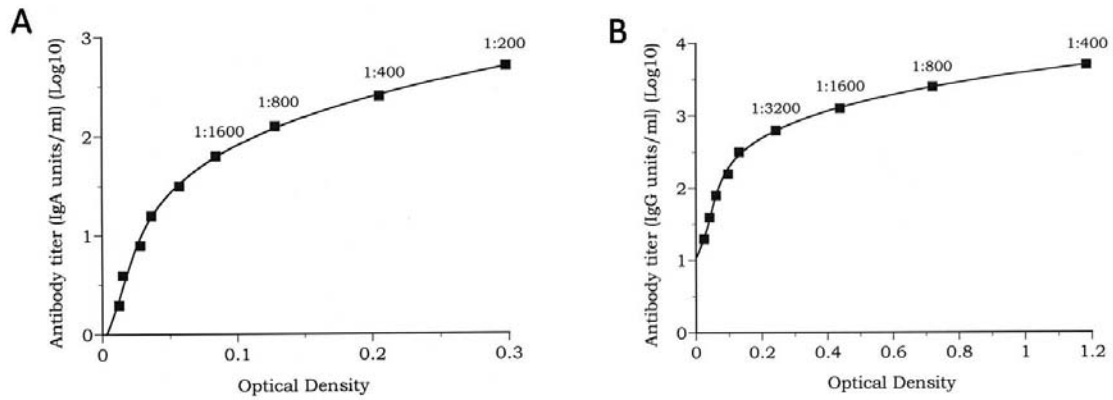 A
Antibody titer (IgA units/ml) (Log10)
3
2
1
0
1:200
1:400
1:800
1:1600
0 0.1 0.2 0.3
Optical Density
B
Antibody titer (IgG units/ml) (Log10)
4
3
2
1
0
1:400
1:800
1:1600
1:3200
0 0.2 0.4 0.6 0.8 1 1.2
Optical Density